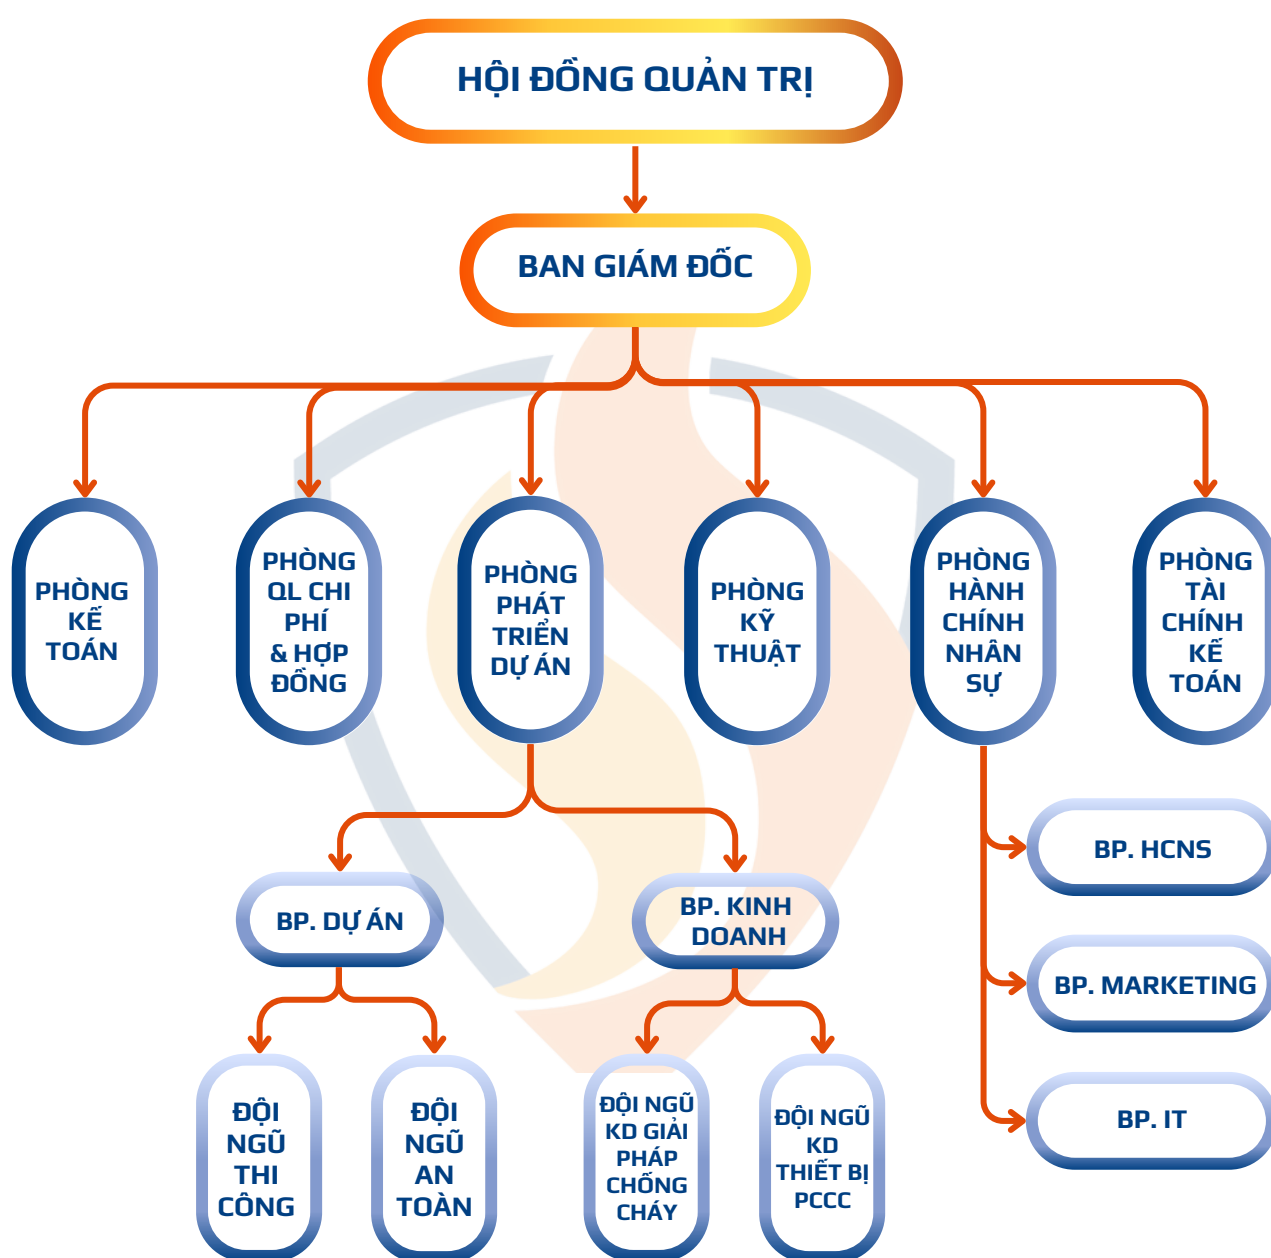 HỘI ĐỒNG QUẢN TRỊ
BAN GIÁM ĐỐC
PHÒNG
KẾ
TOÁN
PHÒNG
QL CHI
PHÍ
& HỢP
ĐỒNG
PHÒNG
PHÁT
TRIỂN
DỰ ÁN
PHÒNG
KỸ
THUẬT
PHÒNG
HÀNH
CHÍNH
NHÂN
SỰ
PHÒNG
TÀI
CHÍNH
KẾ
TOÁN
BP. HCNS
BP. DỰ ÁN
BP. KINH
DOANH
BP. MARKETING
BP. IT
ĐỘI
NGŨ
THI
CÔNG
ĐỘI
NGŨ
AN
TOÀN
ĐỘI NGŨ
KD GIẢI
PHÁP
CHỐNG
CHÁY
ĐỘI NGŨ
KD
THIẾT BỊ
PCCC